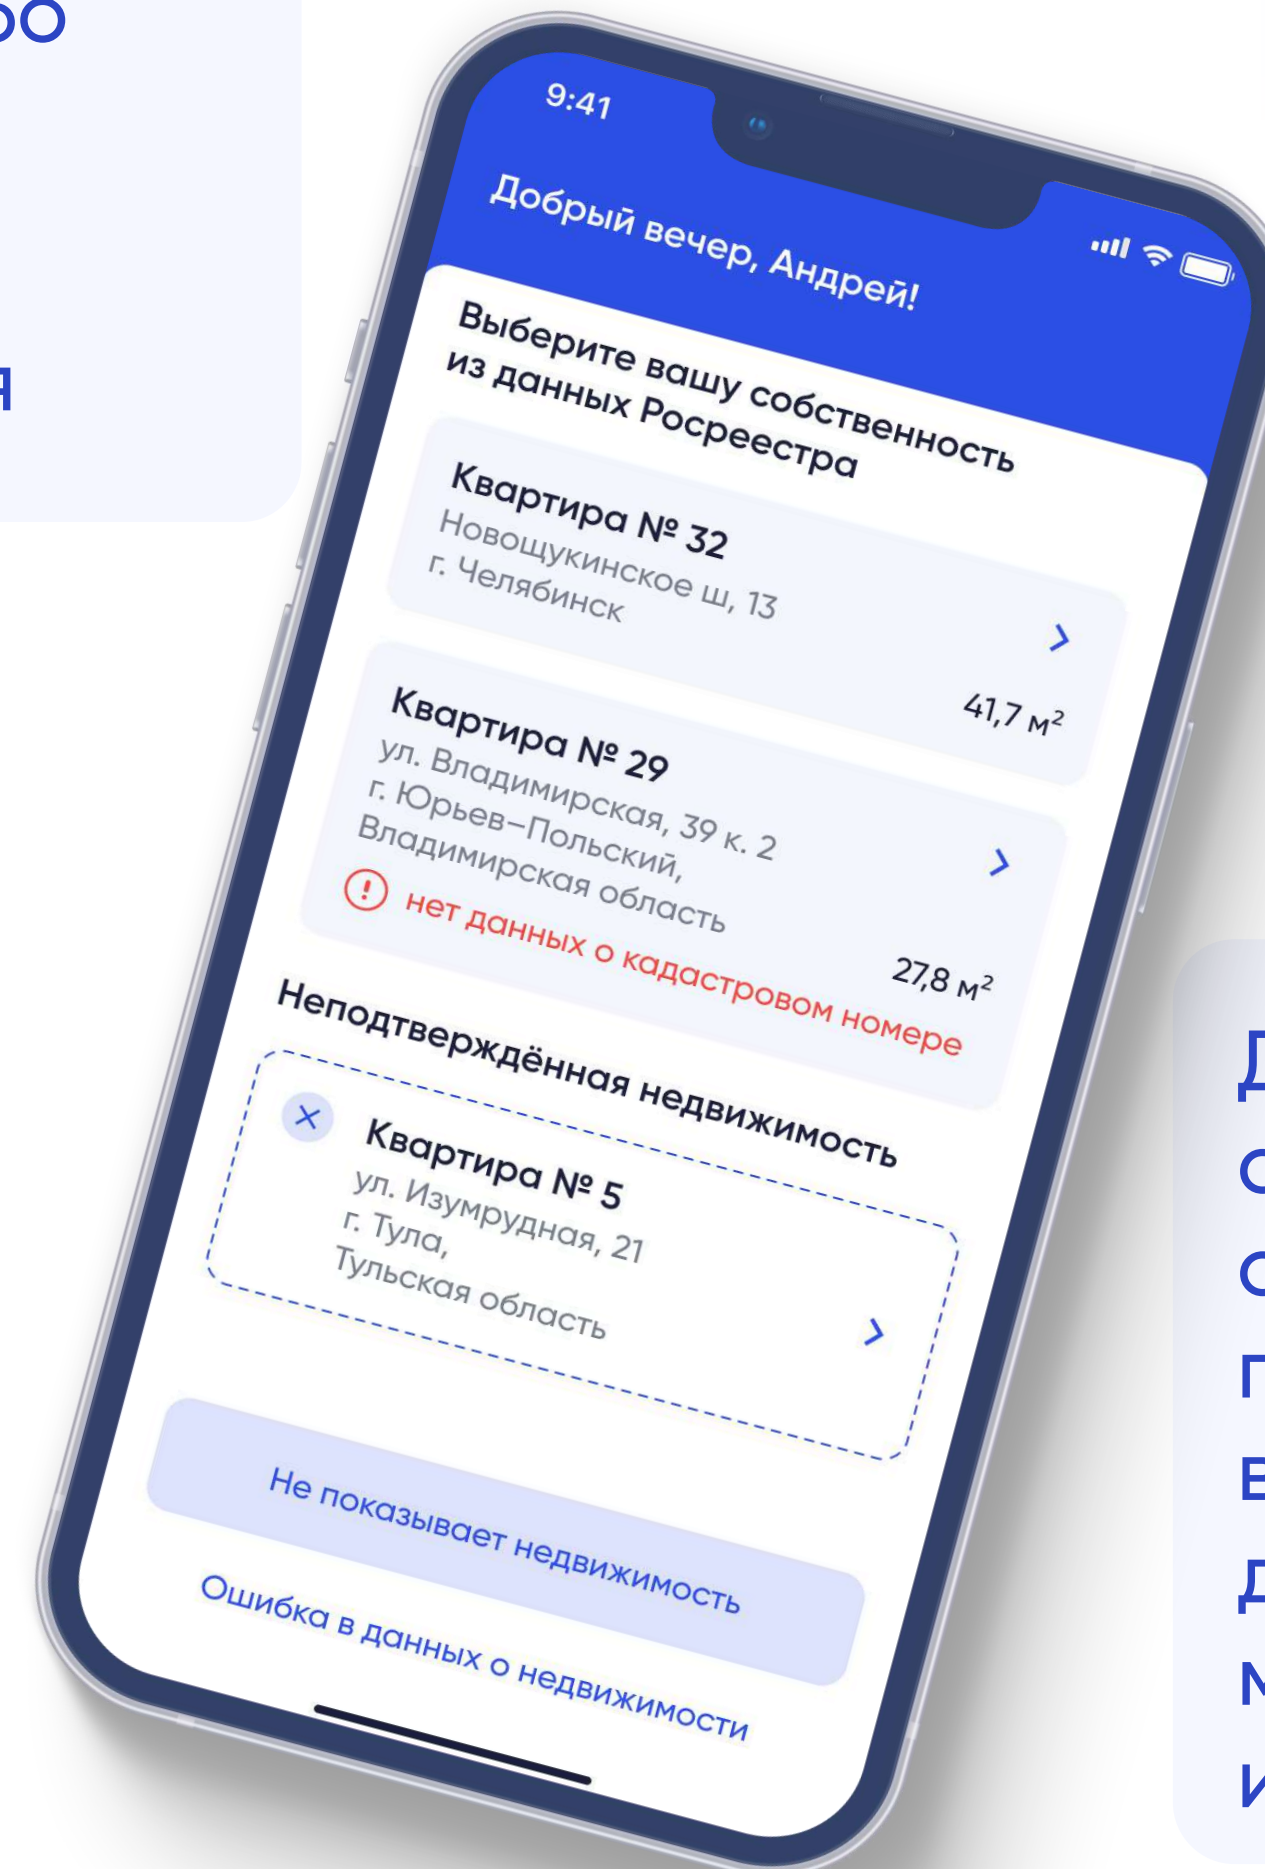 9:41
Добрый вечер, Андрей!
Выберите вашу собственность
из данных Росреестра
Квартира № 32
Новощукинское ш, 13
г. Челябинск
41,7 м²
Квартира № 29
ул. Владимирская, 39 к. 2
г. Юрьев–Польский,
Владимирская область
27,8 м²
нет данных о кадастровом номере
Неподтверждённая недвижимость
Квартира № 5
ул. Изумрудная, 21
г. Тула,
Тульская область
Не показывает недвижимость
Ошибка в данных о недвижимости